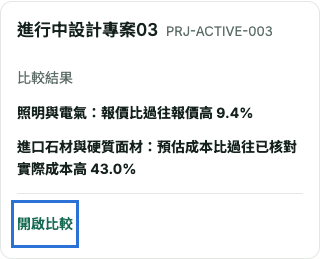 進行中設計專案03 PRJ-ACTIVE-003
比較結果
照明與電氣：報價比過往報價高 9.4%
進口石材與硬質面材：預估成本比過往已核對
實際成本高 43.0%
開啟比較